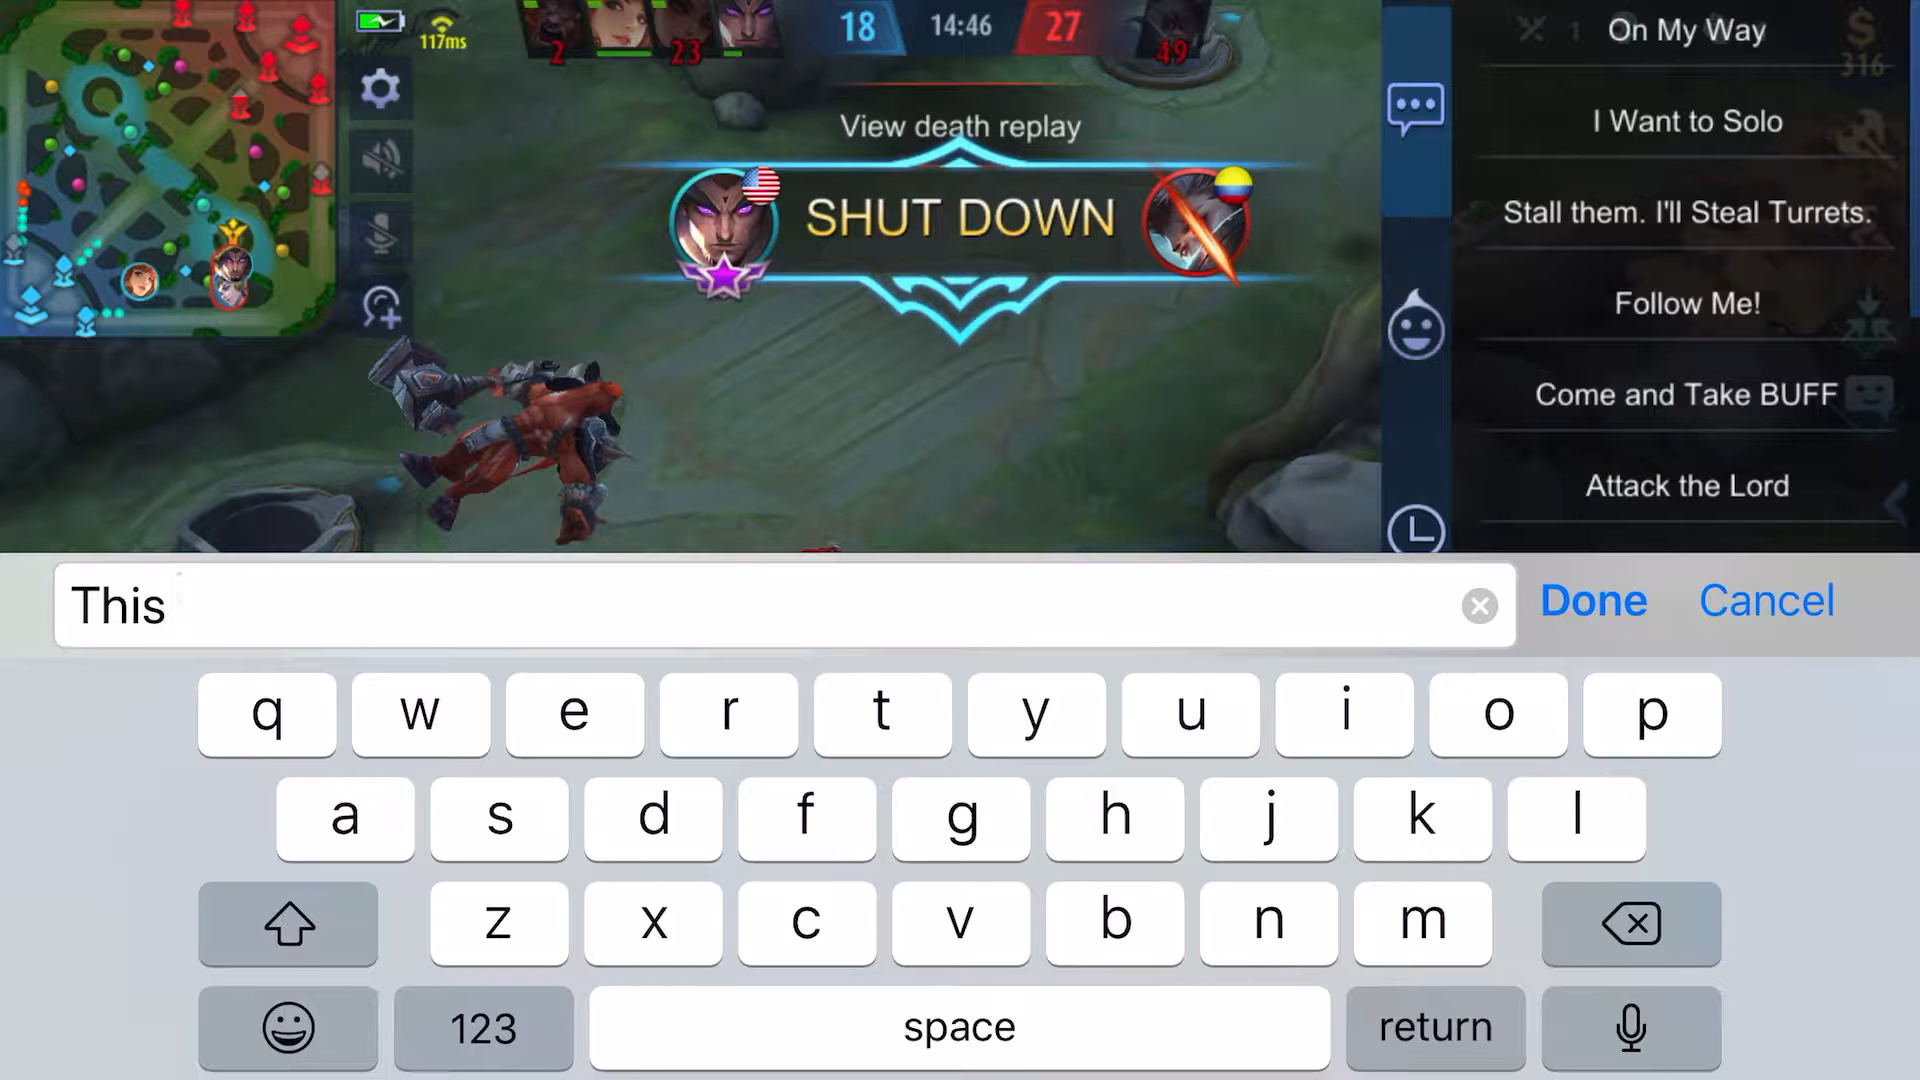 117ms
2
23
18
14:46
27
49
1
On My Way
316
View death replay
I Want to Solo
SHUT DOWN
Stall them. I'll Steal Turrets.
Follow Me!
Come and Take BUFF
Attack the Lord
This
Done
Cancel
q w e r t y u i o p
a s d f g h j k l
z x c v b n m
123
space
return